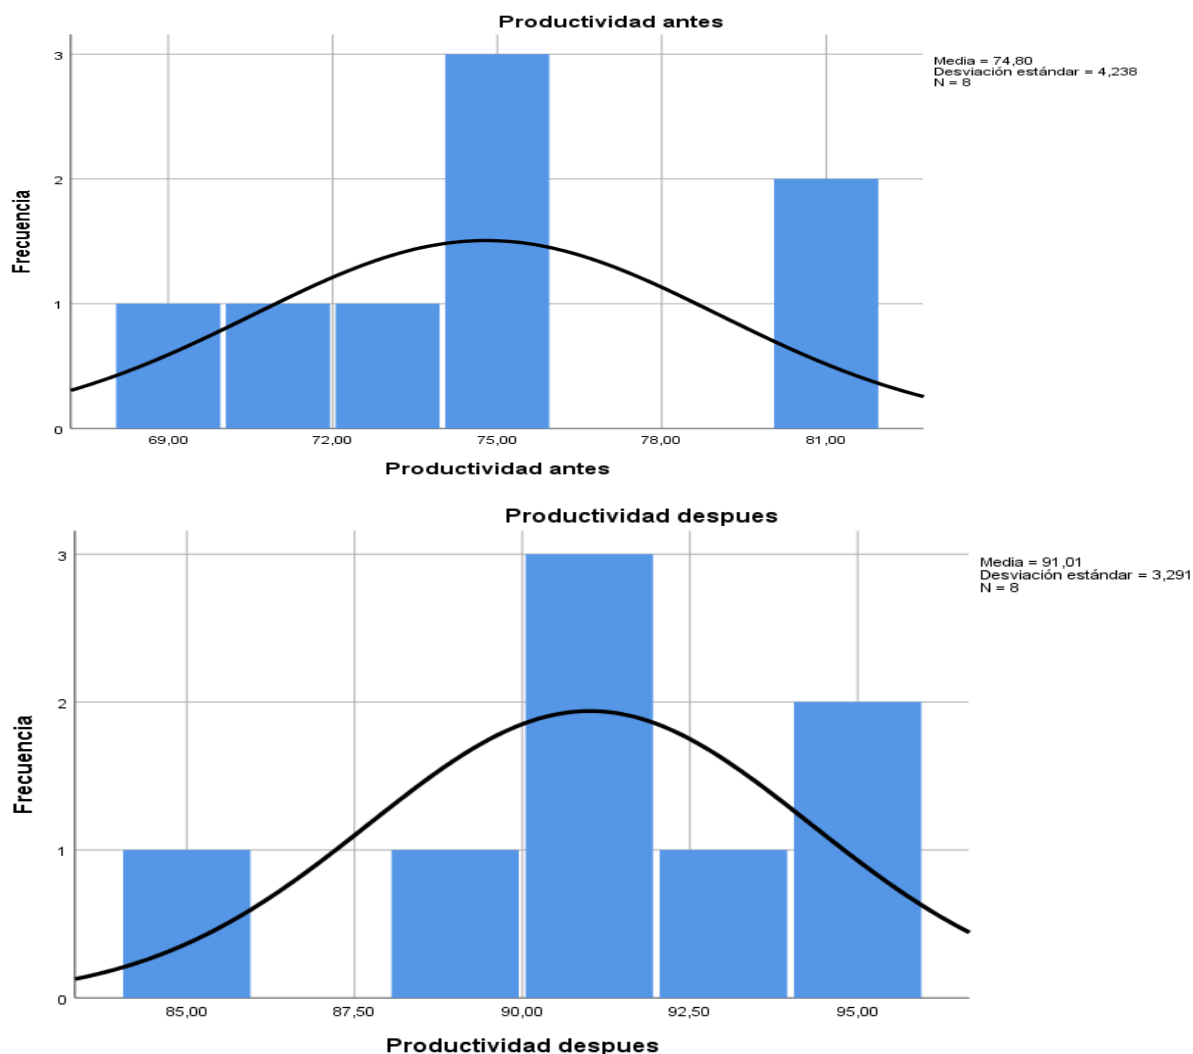 Productividad antes
Media = 74,80
Desviación estándar = 4,238
N = 8
3
2
1
0
Frecuencia
69,00 72,00 75,00 78,00 81,00
Productividad antes
Productividad despues
Media = 91,01
Desviación estándar = 3,291
N = 8
3
2
1
0
Frecuencia
85,00 87,50 90,00 92,50 95,00
Productividad despues